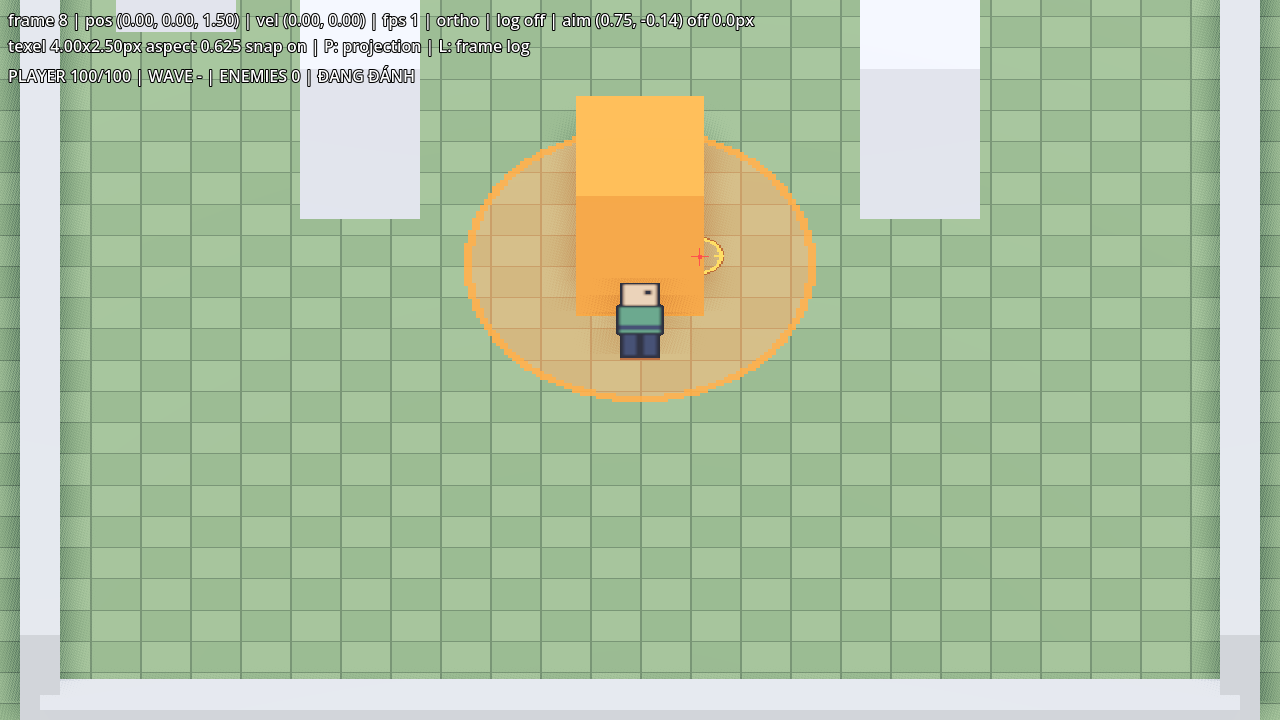 frame 8 | pos (0.00, 0.00, 1.50) | vel (0.00, 0.00) | fps 1 | ortho | log off | aim (0.75, -0.14) off 0.0px
texel 4.00x2.50px aspect 0.625 snap on | P: projection | L: frame log
PLAYER 100/100 | WAVE - | ENEMIES 0 | ĐANG ĐÁNH